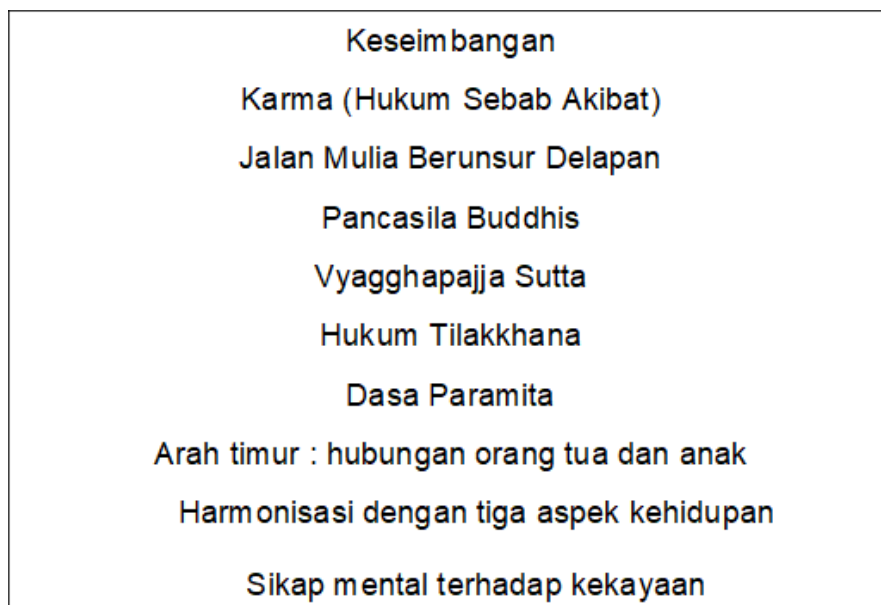 Keseimbangan
Karma (Hukum Sebab Akibat)
Jalan Mulia Berunsur Delapan
Pancasila Buddhis
Vyagghapajja Sutta
Hukum Tilakkhana
Dasa Paramita
Arah timur : hubungan orang tua dan anak
Harmonisasi dengan tiga aspek kehidupan
Sikap mental terhadap kekayaan